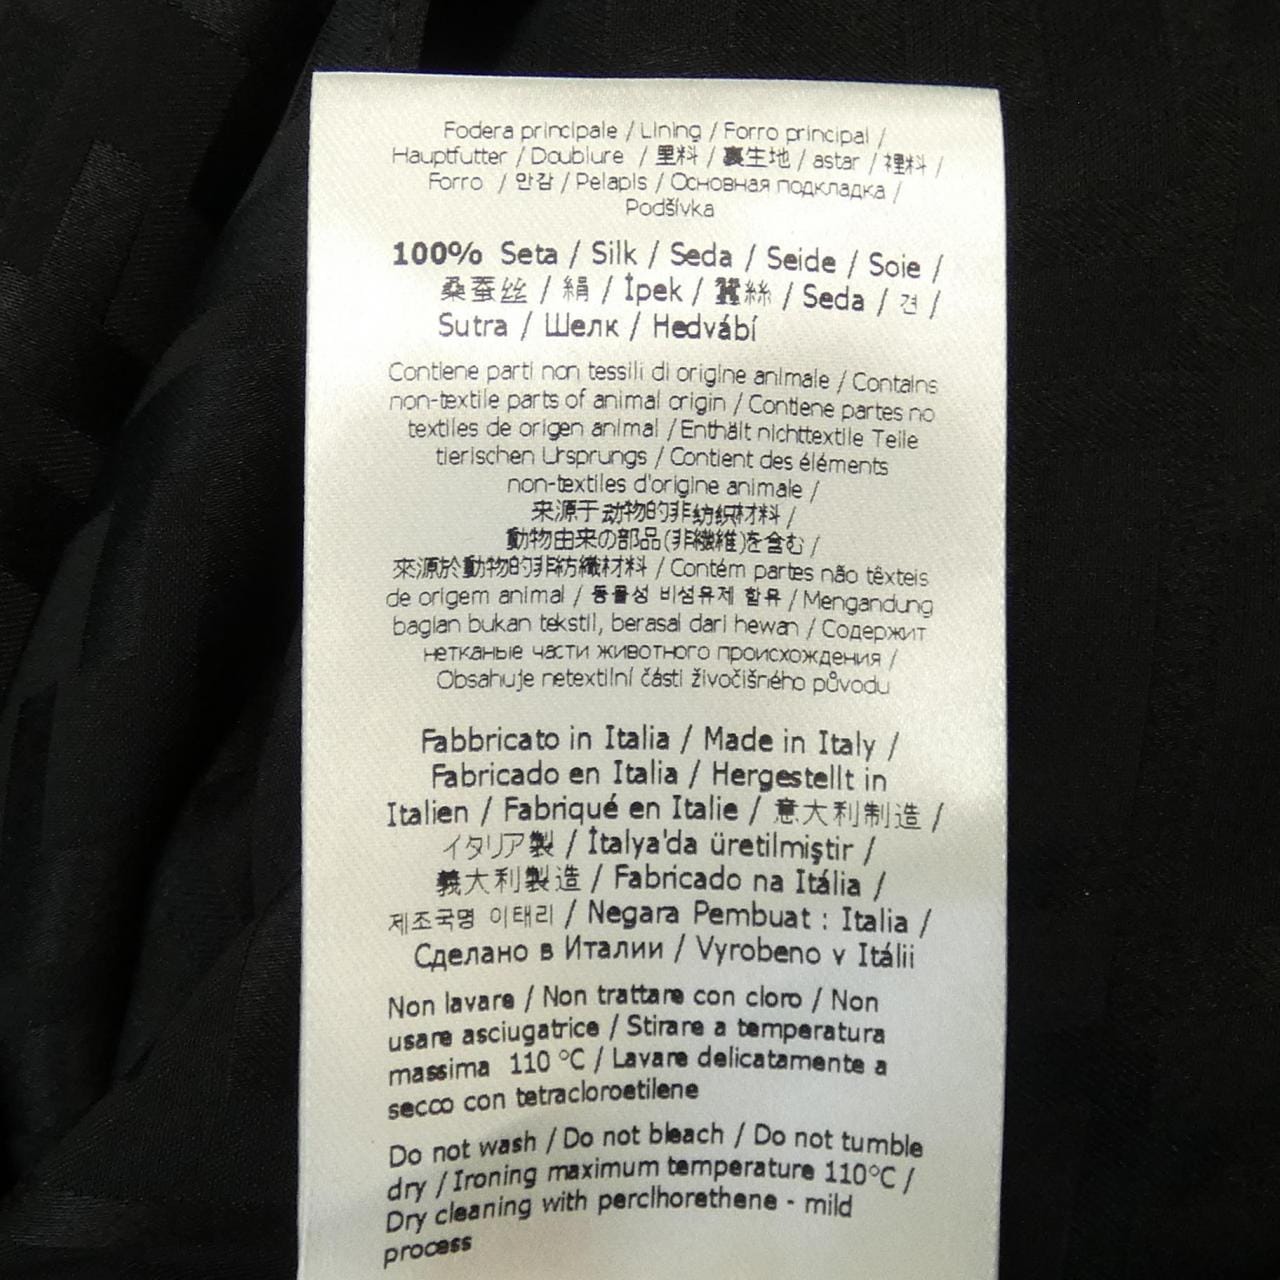 Fodera principale / Lining / Forro principal /
Hauptfutter / Doublure / 里料 / 裏生地 / astar / 裡料 /
Forro / 안감 / Pelapis / Основная подкладка /
Podšívka
100% Seta / Silk / Seda / Seide / Soie /
桑蚕丝 / 絹 / İpek / 蠶絲 / Seda / 견 /
Sutra / Шелк / Hedvábí
Contiene parti non tessili di origine animale / Contains
non-textile parts of animal origin / Contiene partes no
textiles de origen animal / Enthält nichttextile Teile
tierischen Ursprungs / Contient des éléments
non-textiles d'origine animale /
来源于动物的非纺织材料 /
動物由来の部品(非繊維)を含む /
來源於動物的非紡織材料 / Contém partes não têxteis
de origem animal / 동물성 비섬유제 함유 / Mengandung
bagian bukan tekstil, berasal dari hewan / Содержит
нетканые части животного происхождения /
Obsahuje netextilní části živočišného původu
Fabbricato in Italia / Made in Italy /
Fabricado en Italia / Hergestellt in
Italien / Fabriqué en Italie / 意大利制造 /
イタリア製 / İtalya'da üretilmiştir /
義大利製造 / Fabricado na Itália /
제조국명 이태리 / Negara Pembuat : Italia /
Сделано в Италии / Vyrobeno v Itálii
Non lavare / Non trattare con cloro / Non
usare asciugatrice / Stirare a temperatura
massima 110 °C / Lavare delicatamente a
secco con tetracloroetilene
Do not wash / Do not bleach / Do not tumble
dry / Ironing maximum temperature 110°C /
Dry cleaning with perclhorethene - mild
process